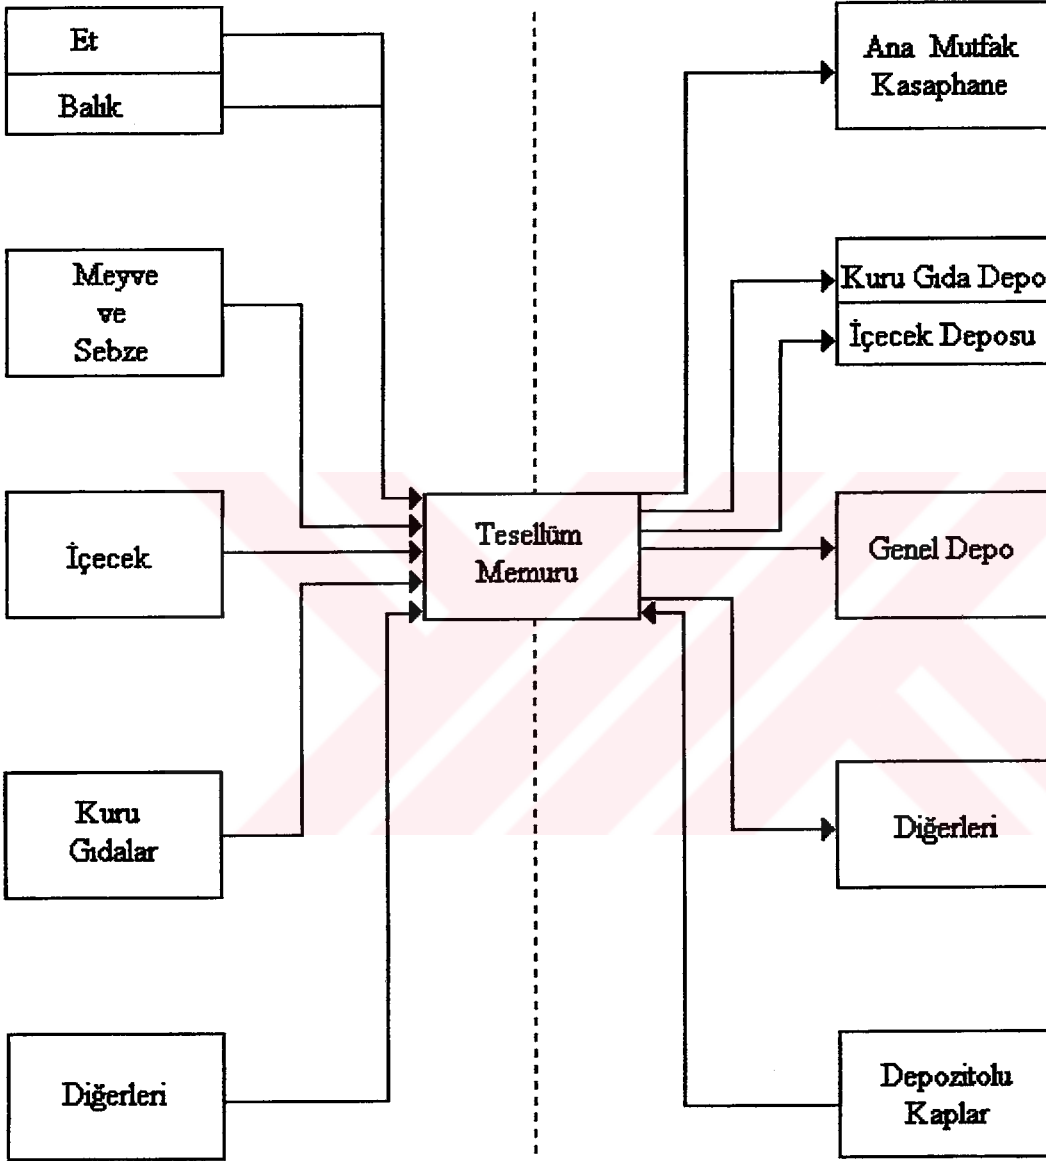 Et
Balık
Meyve
ve
Sebze
İçecek
Kuru
Gıdalar
Diğerleri
Tesellüm
Memuru
Ana Mutfak
Kasaphane
Kuru Gıda Depo
İçecek Deposu
Genel Depo
Diğerleri
Depozitolu
Kaplar